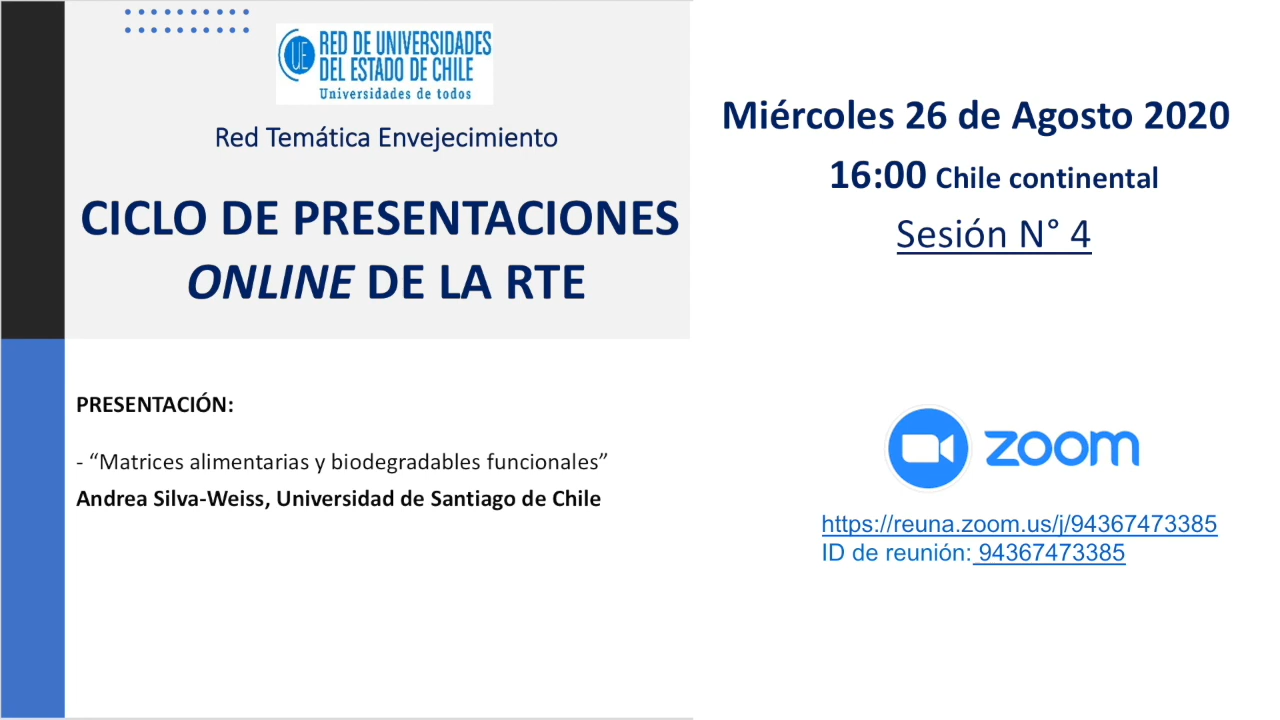 UE
RED DE UNIVERSIDADES
DEL ESTADO DE CHILE
Universidades de todos
Red Temática Envejecimiento
CICLO DE PRESENTACIONES
ONLINE DE LA RTE
PRESENTACIÓN:
- “Matrices alimentarias y biodegradables funcionales”
Andrea Silva-Weiss, Universidad de Santiago de Chile
Miércoles 26 de Agosto 2020
16:00 Chile continental
Sesión N° 4
zoom
https://reuna.zoom.us/j/94367473385
ID de reunión: 94367473385